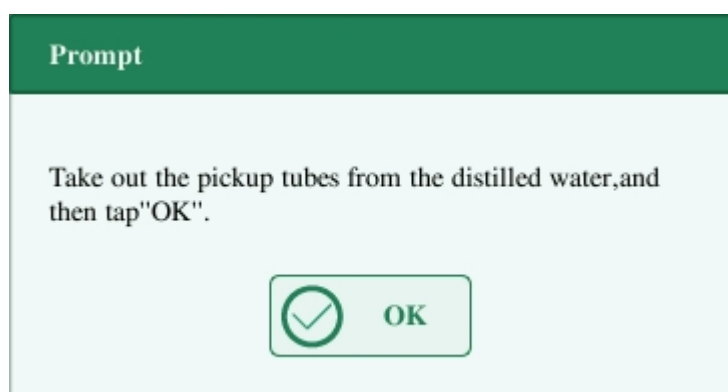 Prompt
Take out the pickup tubes from the distilled water,and
then tap"OK".
OK